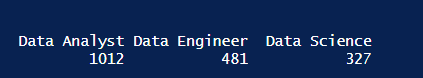 Data Analyst Data Engineer  Data Science
1012           481           327